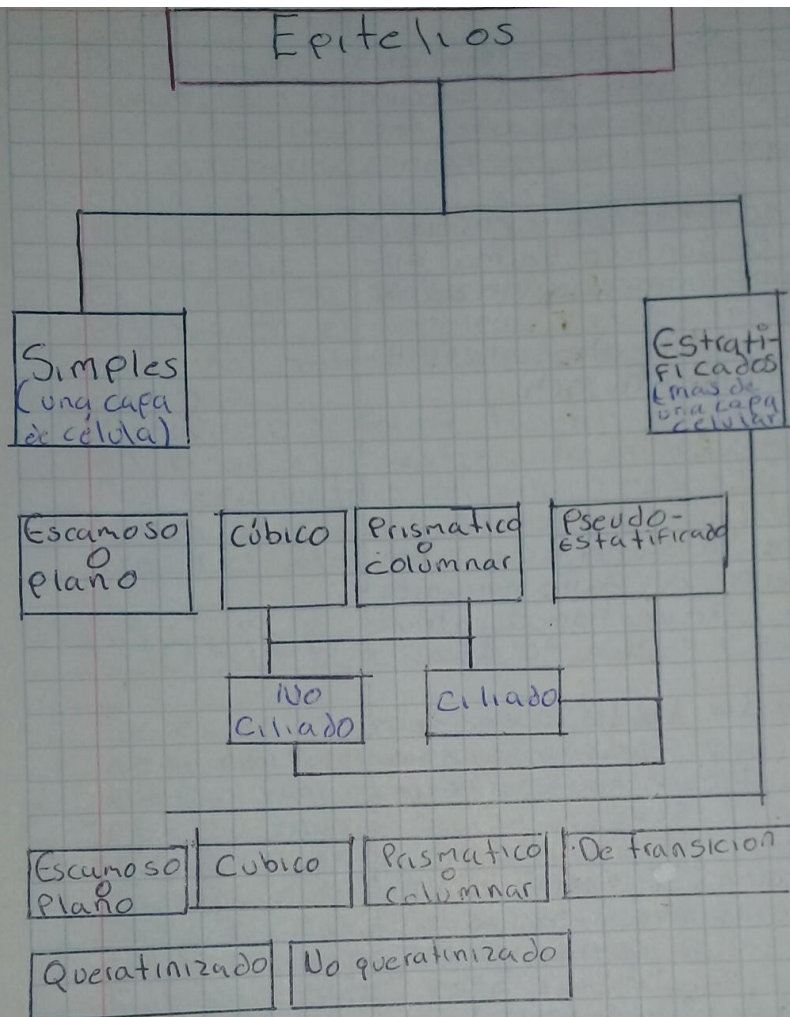 Epitelios
Simples
(una capa
de célula)
Estrati-
ficados
(mas de
una capa
celular
Escamoso
o
plano
Cúbico
Prismatico
o
columnar
Pseudo-
Estatificado
No
Ciliado
Ciliado
Escamoso
o
Plano
Cubico
Prismatico
o
columnar
De transicion
Queratinizado
No queratinizado